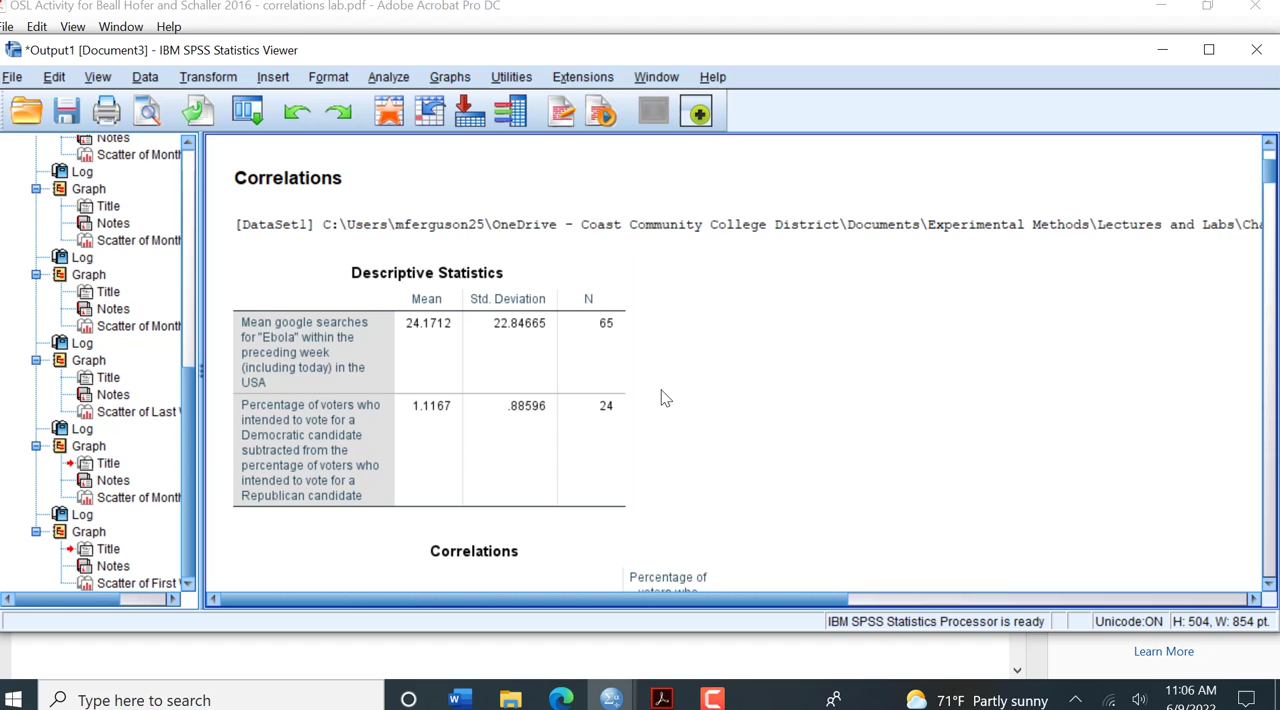 OSL Activity for Beall Hofer and Schaller 2016 - correlations lab.pdf - Adobe Acrobat Pro DC
File Edit View Window Help
*Output1 [Document3] - IBM SPSS Statistics Viewer
File Edit View Data Transform Insert Format Analyze Graphs Utilities Extensions Window Help
Notes
Scatter of Month
Log
Graph
Title
Notes
Scatter of Month
Log
Graph
Title
Notes
Scatter of Month
Log
Graph
Title
Notes
Scatter of Last
Log
Graph
Title
Notes
Scatter of Month
Log
Graph
Title
Notes
Scatter of First
Correlations
[DataSet1] C:\Users\mferguson25\OneDrive - Coast Community College District\Documents\Experimental Methods\Lectures and Labs\Cha
Descriptive Statistics
Mean Std. Deviation N
Mean google searches for "Ebola" within the preceding week (including today) in the USA 24.1712 22.84665 65
Percentage of voters who intended to vote for a Democratic candidate subtracted from the percentage of voters who intended to vote for a Republican candidate 1.1167 .88596 24
Correlations
Percentage of
voters who
IBM SPSS Statistics Processor is ready Unicode:ON H: 504, W: 854 pt.
Learn More
Type here to search
71°F Partly sunny
11:06 AM
6/9/2022